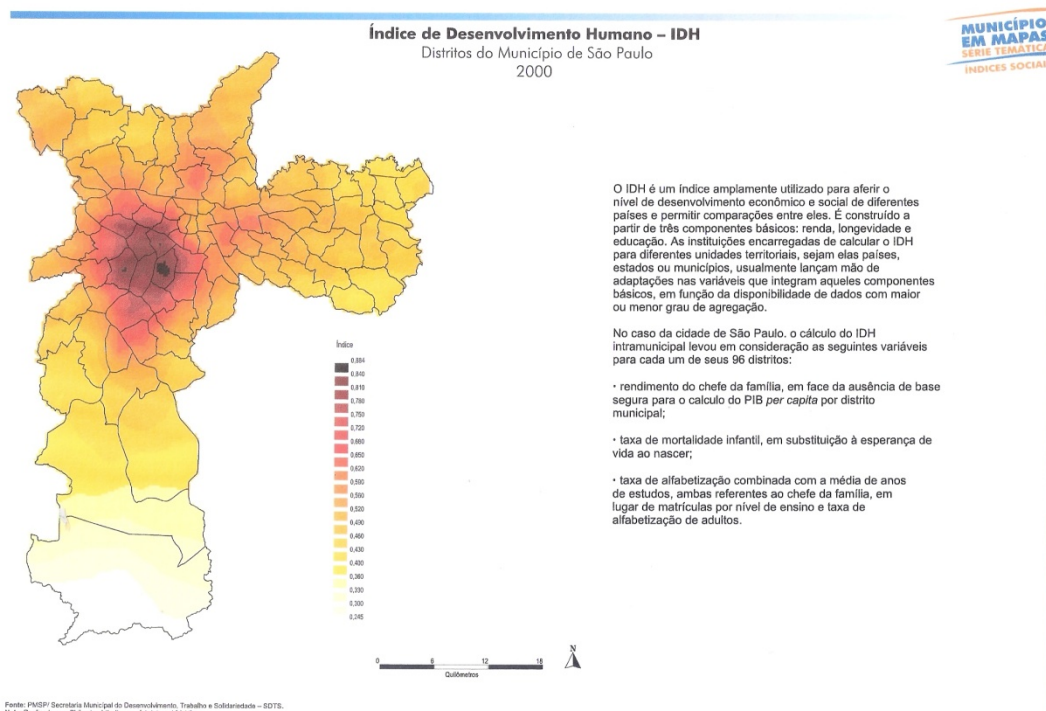 Índice de Desenvolvimento Humano – IDH
Distritos do Município de São Paulo
2000
MUNICÍPIO
EM MAPAS
SÉRIE TEMÁTICA
ÍNDICES SOCIAI
O IDH é um índice amplamente utilizado para aferir o
nível de desenvolvimento econômico e social de diferentes
países e permitir comparações entre eles. É construído a
partir de três componentes básicos: renda, longevidade e
educação. As instituições encarregadas de calcular o IDH
para diferentes unidades territoriais, sejam elas países,
estados ou municípios, usualmente lançam mão de
adaptações nas variáveis que integram aqueles componentes
básicos, em função da disponibilidade de dados com maior
ou menor grau de agregação.
No caso da cidade de São Paulo. o cálculo do IDH
intramunicipal levou em consideração as seguintes variáveis
para cada um de seus 96 distritos:
· rendimento do chefe da família, em face da ausência de base
segura para o calculo do PIB per capita por distrito
municipal;
· taxa de mortalidade infantil, em substituição à esperança de
vida ao nascer;
· taxa de alfabetização combinada com a média de anos
de estudos, ambas referentes ao chefe da família, em
lugar de matrículas por nível de ensino e taxa de
alfabetização de adultos.
Índice
0,884
0,840
0,810
0,780
0,750
0,720
0,680
0,650
0,620
0,590
0,560
0,520
0,490
0,460
0,430
0,400
0,360
0,330
0,300
0,245
N
0 6 12 18
Quilômetros
Fonte: PMSP/ Secretaria Municipal do Desenvolvimento, Trabalho e Solidariedade – SDTS.